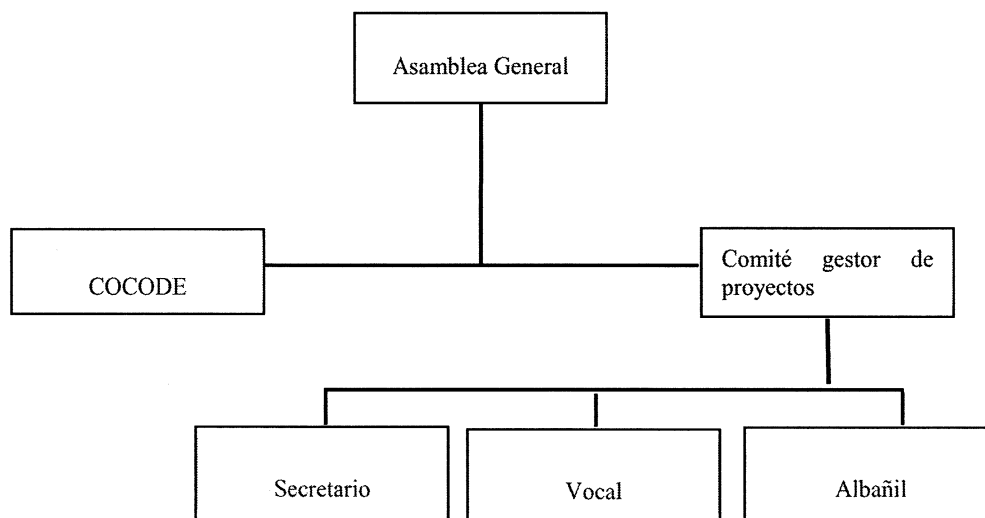 Asamblea General
COCODE
Comité gestor de
proyectos
Secretario
Vocal
Albañil